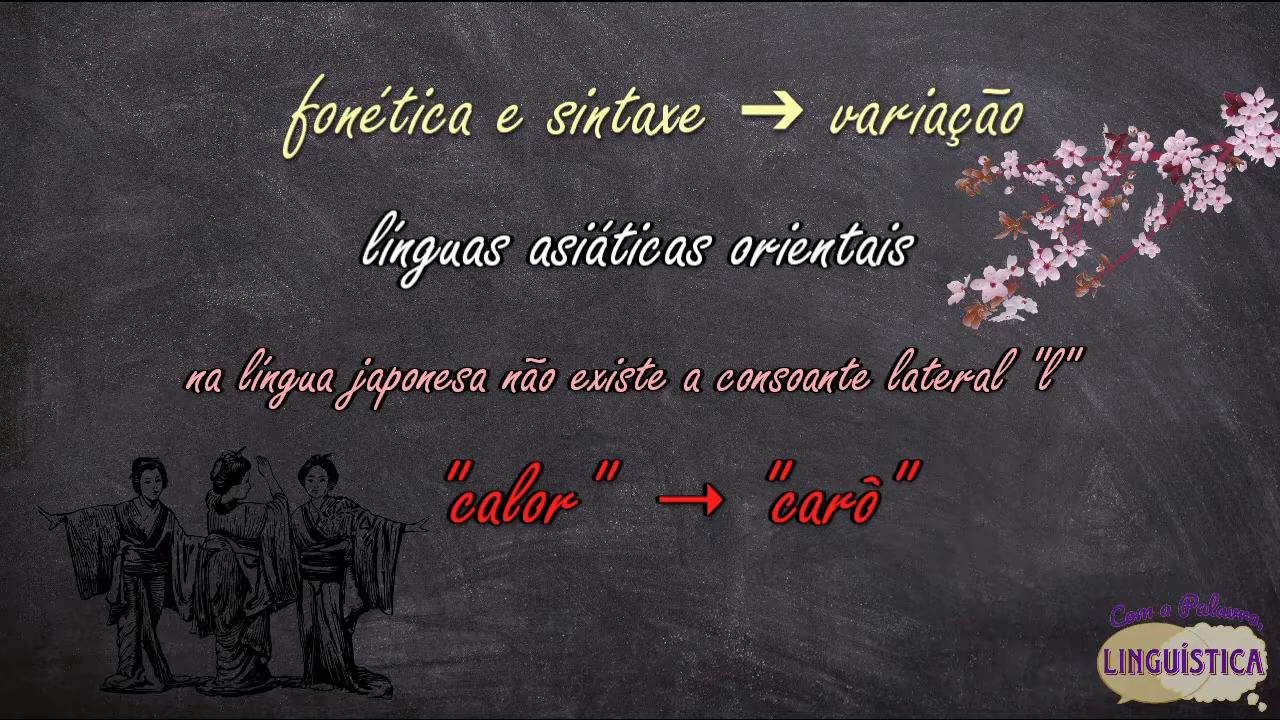 fonética e sintaxe → variação
línguas asiáticas orientais
na língua japonesa não existe a consoante lateral "l"
"calor" → "carô"
Com a Palavra,
LINGUÍSTICA